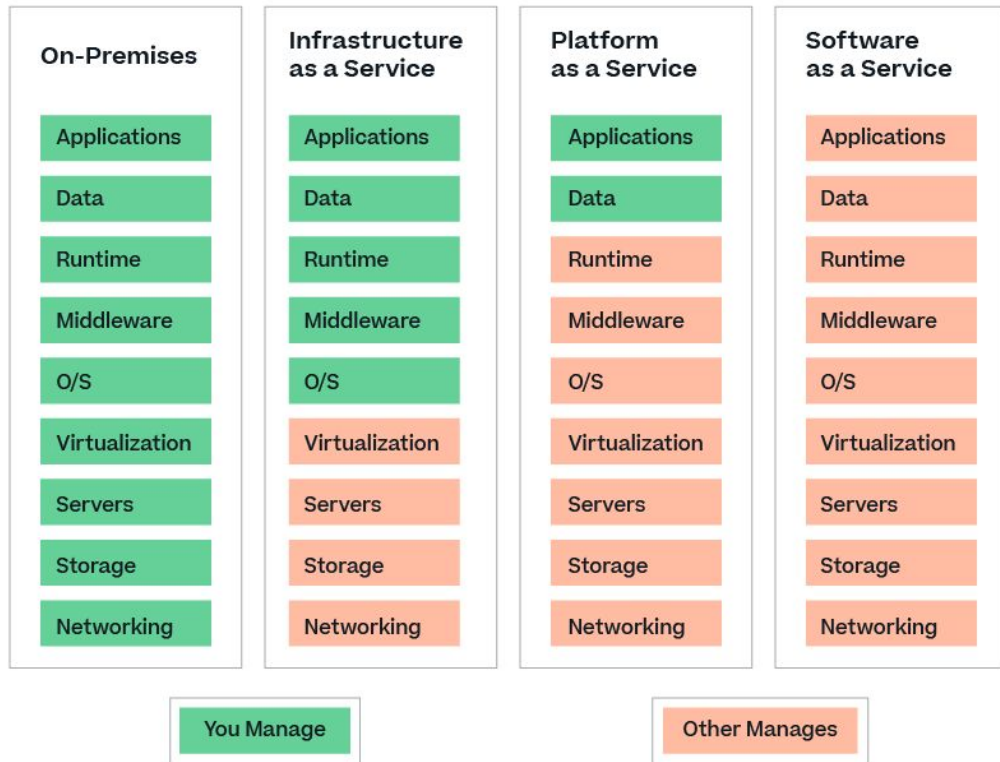 On-Premises
Applications
Data
Runtime
Middleware
O/S
Virtualization
Servers
Storage
Networking
Infrastructure
as a Service
Applications
Data
Runtime
Middleware
O/S
Virtualization
Servers
Storage
Networking
Platform
as a Service
Applications
Data
Runtime
Middleware
O/S
Virtualization
Servers
Storage
Networking
Software
as a Service
Applications
Data
Runtime
Middleware
O/S
Virtualization
Servers
Storage
Networking
You Manage
Other Manages